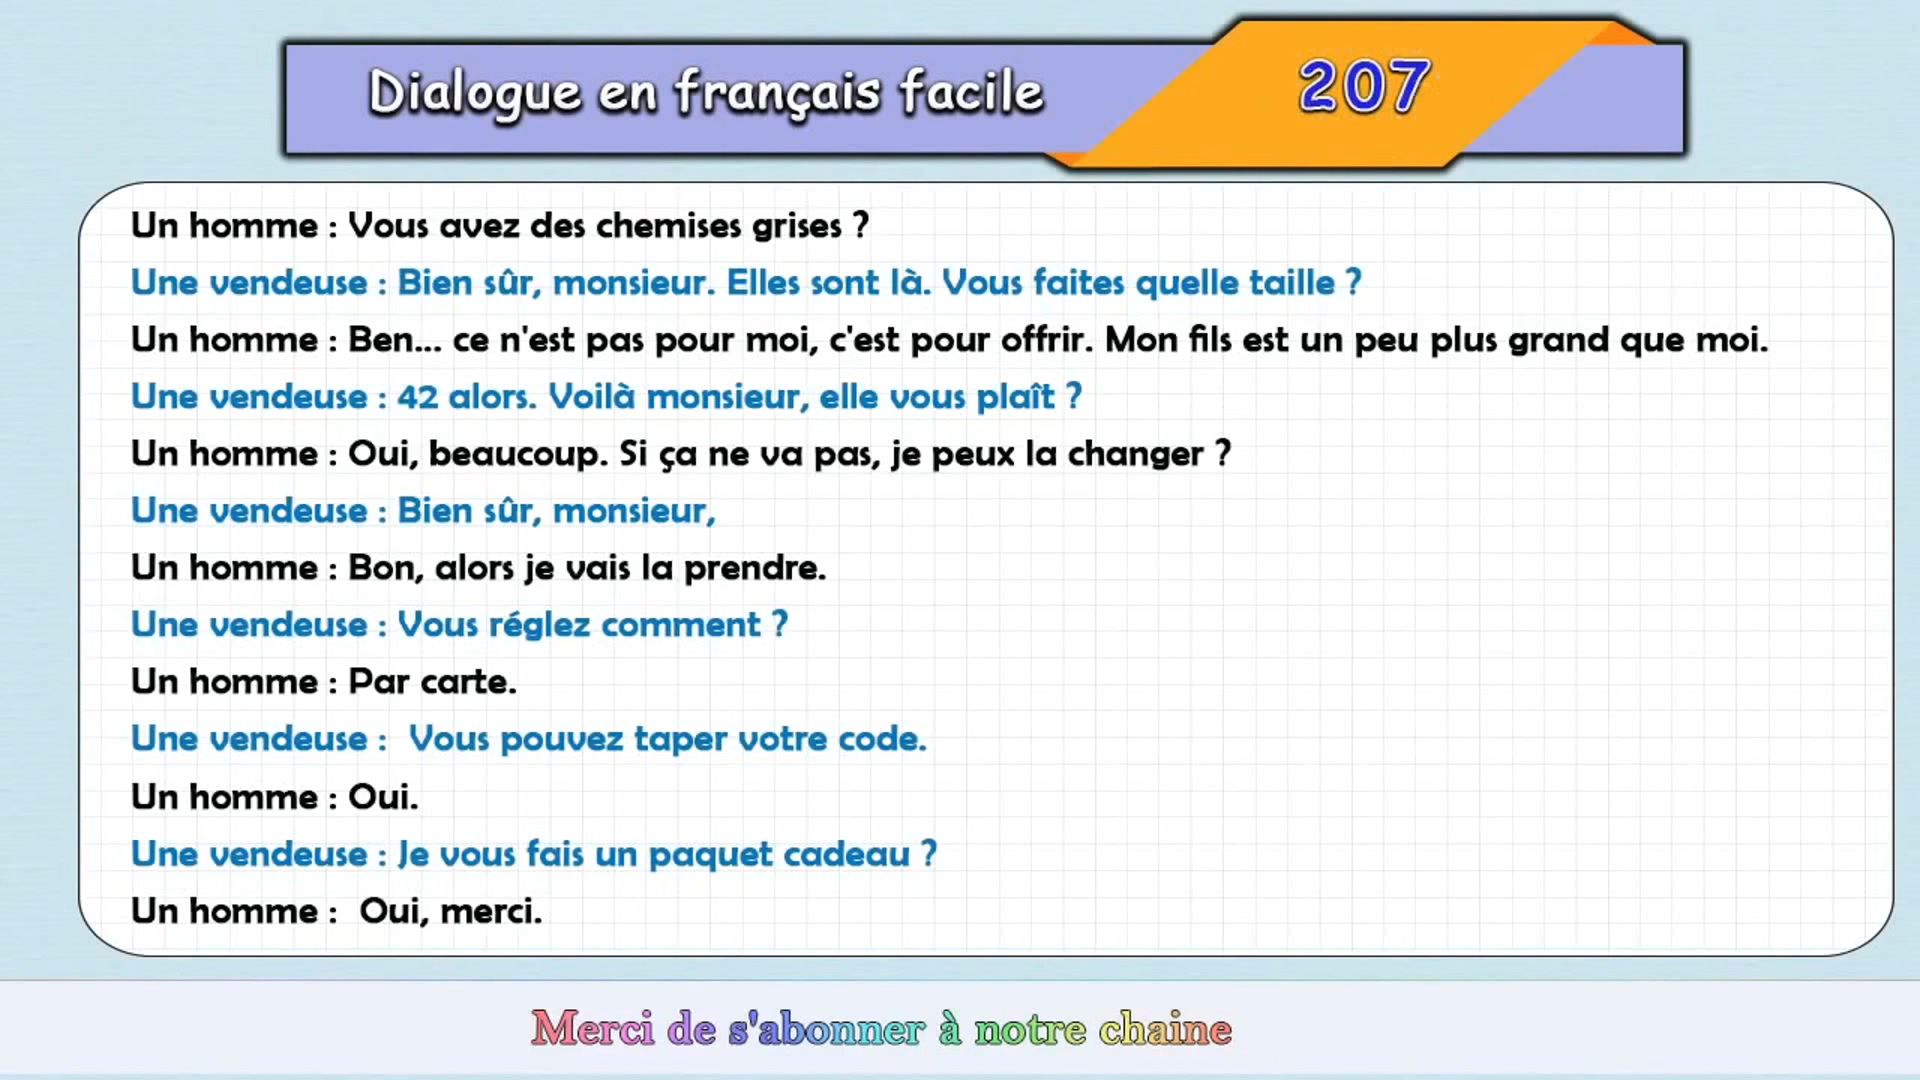 Dialogue en français facile
207
Un homme : Vous avez des chemises grises ?
Une vendeuse : Bien sûr, monsieur. Elles sont là. Vous faites quelle taille ?
Un homme : Ben... ce n'est pas pour moi, c'est pour offrir. Mon fils est un peu plus grand que moi.
Une vendeuse : 42 alors. Voilà monsieur, elle vous plaît ?
Un homme : Oui, beaucoup. Si ça ne va pas, je peux la changer ?
Une vendeuse : Bien sûr, monsieur,
Un homme : Bon, alors je vais la prendre.
Une vendeuse : Vous réglez comment ?
Un homme : Par carte.
Une vendeuse :  Vous pouvez taper votre code.
Un homme : Oui.
Une vendeuse : Je vous fais un paquet cadeau ?
Un homme :  Oui, merci.
Merci de s'abonner à notre chaine